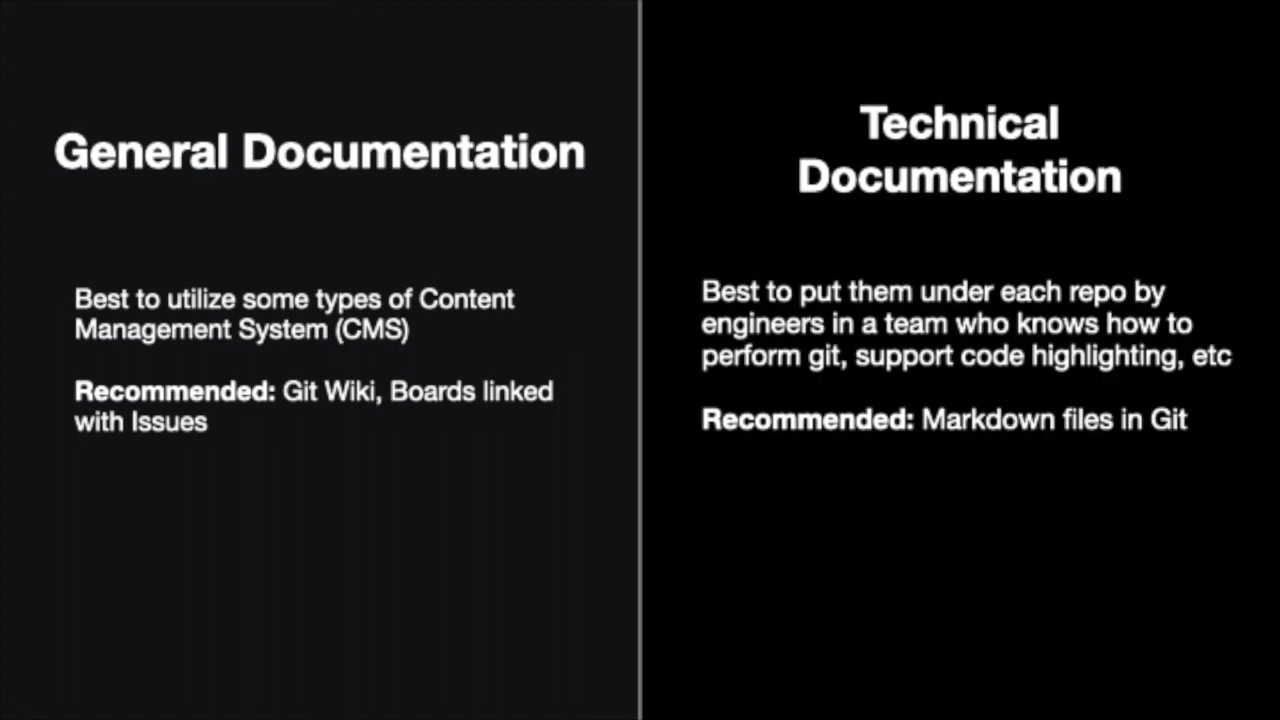 General Documentation
Best to utilize some types of Content
Management System (CMS)
Recommended: Git Wiki, Boards linked
with Issues
Technical
Documentation
Best to put them under each repo by
engineers in a team who knows how to
perform git, support code highlighting, etc
Recommended: Markdown files in Git